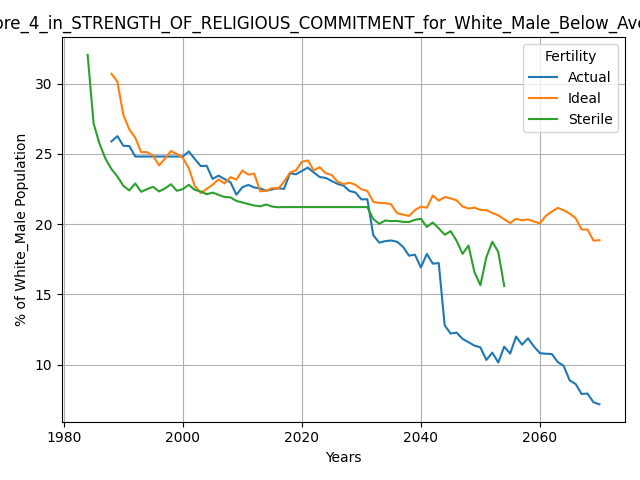 ore_4_in_STRENGTH_OF_RELIGIOUS_COMMITMENT_for_White_Male_Below_Ave
Fertility
Actual
Ideal
Sterile
% of White_Male Population
30
25
20
15
10
1980
2000
2020
2040
2060
Years